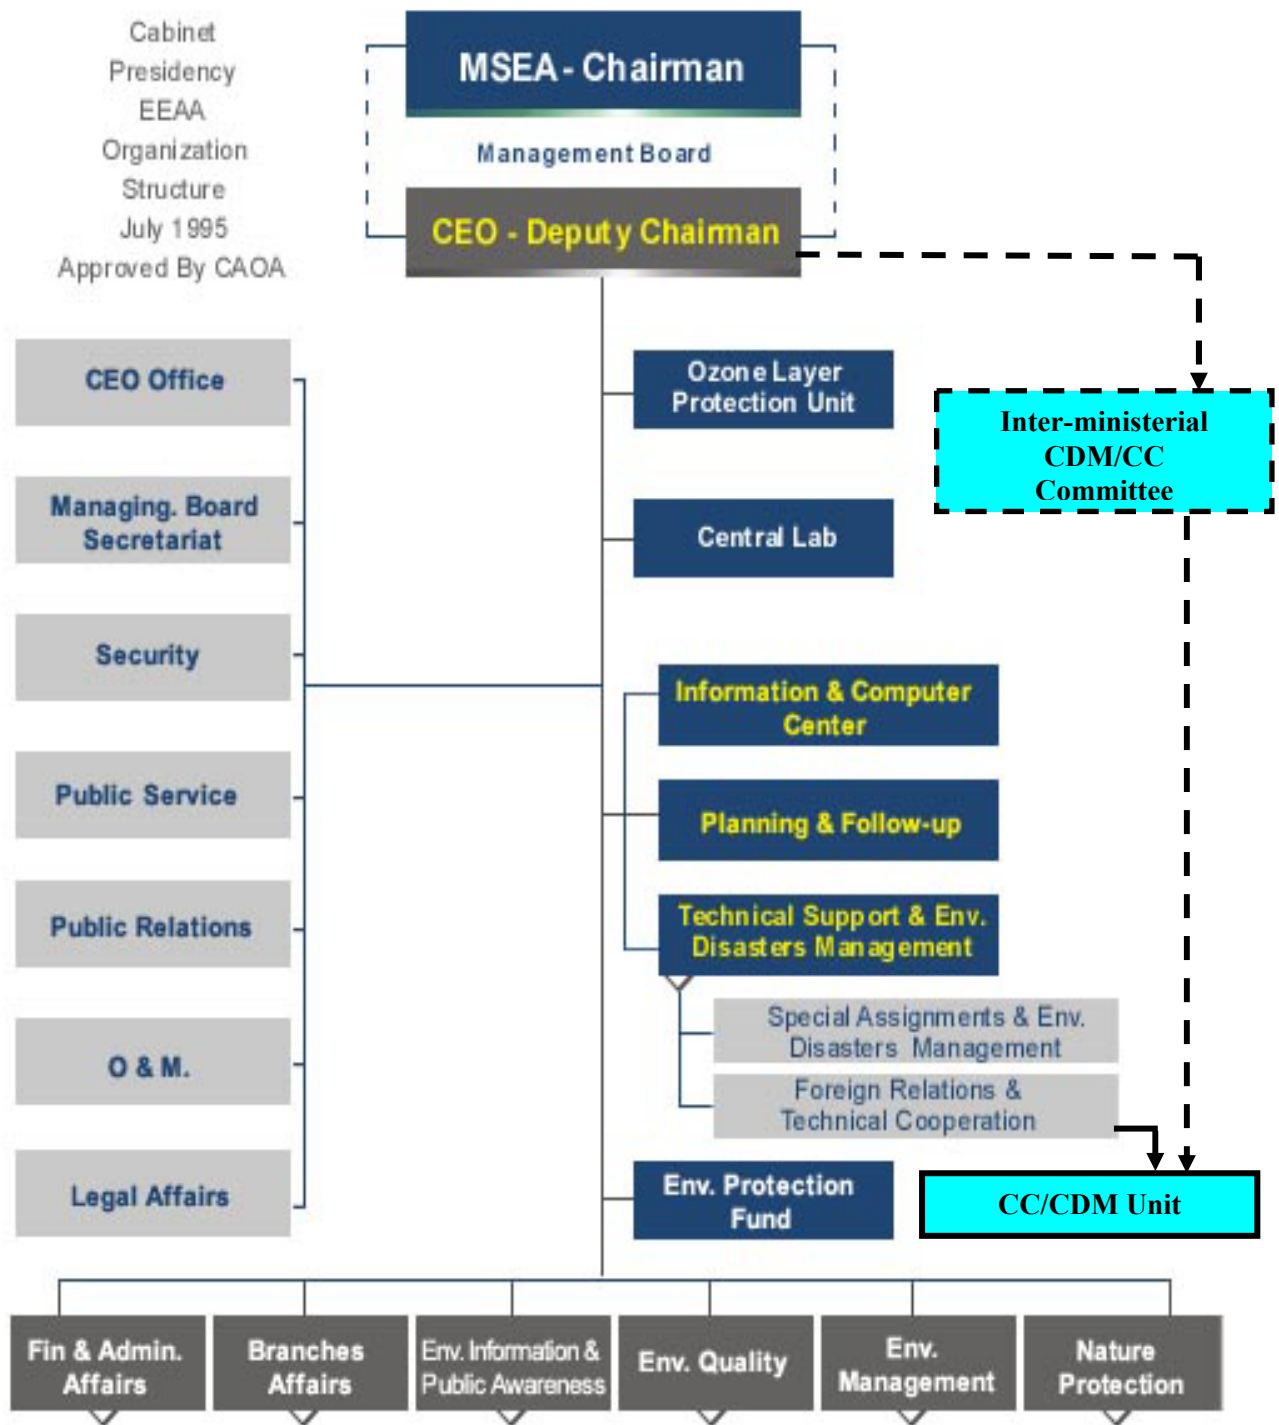 Cabinet
Presidency
EEAA
Organization
Structure
July 1995
Approved By CAOA
MSEA - Chairman
Management Board
CEO - Deputy Chairman
CEO Office
Managing. Board
Secretariat
Security
Public Service
Public Relations
O & M.
Legal Affairs
Ozone Layer
Protection Unit
Central Lab
Information & Computer
Center
Planning & Follow-up
Technical Support & Env.
Disasters Management
Special Assignments & Env.
Disasters Management
Foreign Relations &
Technical Cooperation
Env. Protection
Fund
Inter-ministerial
CDM/CC
Committee
CC/CDM Unit
Fin & Admin.
Affairs
Branches
Affairs
Env. Information &
Public Awareness
Env. Quality
Env.
Management
Nature
Protection